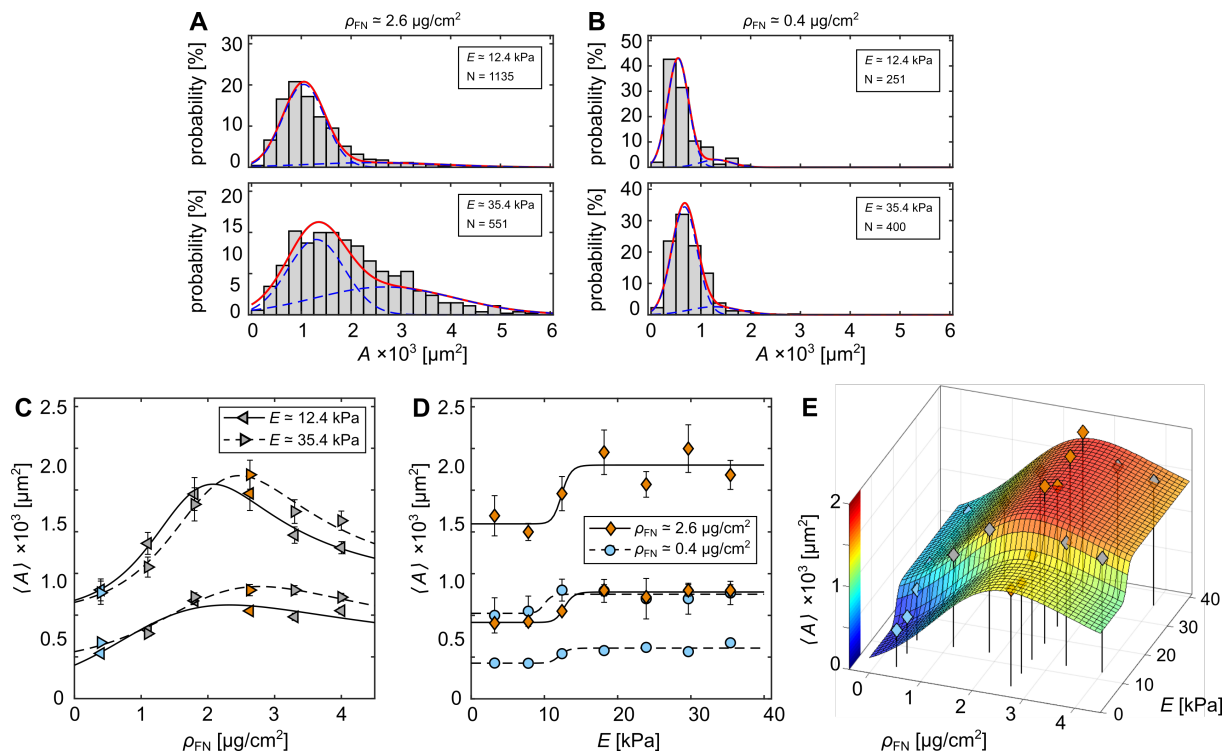 A
ρFN ≃ 2.6 µg/cm²
30
20
10
0
probability [%]
E ≃ 12.4 kPa
N = 1135
20
15
10
5
0
probability [%]
E ≃ 35.4 kPa
N = 551
0 1 2 3 4 5 6
A ×10³ [µm²]
B
ρFN ≃ 0.4 µg/cm²
50
40
30
20
10
0
probability [%]
E ≃ 12.4 kPa
N = 251
40
30
20
10
0
probability [%]
E ≃ 35.4 kPa
N = 400
0 1 2 3 4 5 6
A ×10³ [µm²]
C
2.5
2.0
1.5
1.0
0.5
0
⟨A⟩ ×10³ [µm²]
E ≃ 12.4 kPa
E ≃ 35.4 kPa
0 1 2 3 4
ρFN [µg/cm²]
D
2.5
2.0
1.5
1.0
0.5
0
⟨A⟩ ×10³ [µm²]
ρFN ≃ 2.6 µg/cm²
ρFN ≃ 0.4 µg/cm²
0 10 20 30 40
E [kPa]
E
2
1
0
⟨A⟩ ×10³ [µm²]
0 1 2 3 4
ρFN [µg/cm²]
0
10
20
30
40
E [kPa]